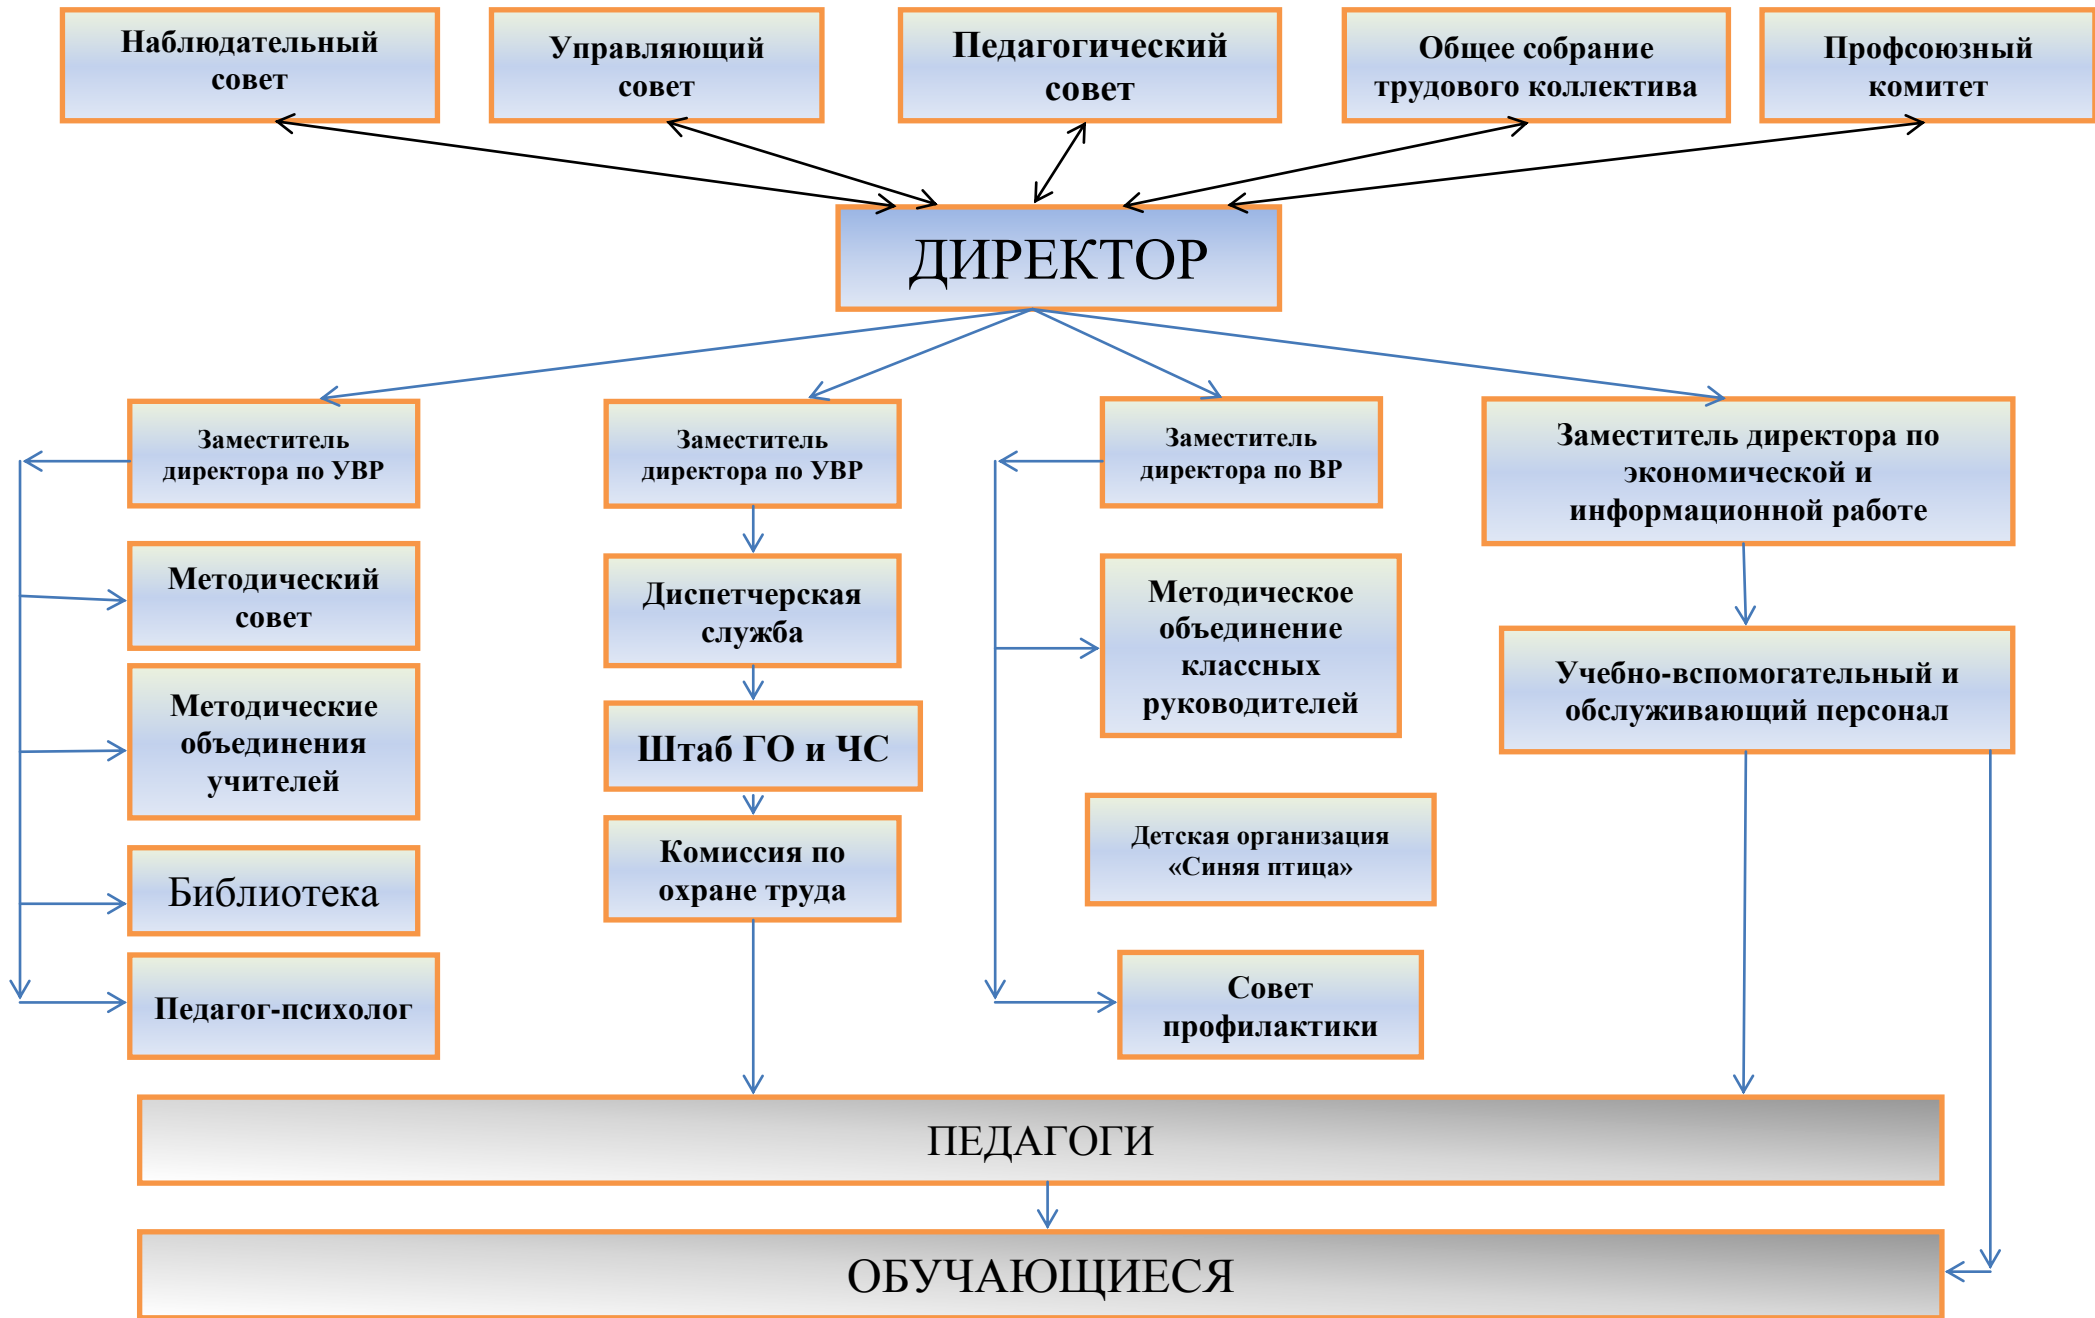 Наблюдательный
совет
Управляющий
совет
Педагогический
совет
Общее собрание
трудового коллектива
Профсоюзный
комитет
ДИРЕКТОР
Заместитель
директора по УВР
Заместитель
директора по УВР
Заместитель
директора по ВР
Заместитель директора по
экономической и
информационной работе
Методический
совет
Диспетчерская
служба
Методическое
объединение
классных
руководителей
Учебно-вспомогательный и
обслуживающий персонал
Методические
объединения
учителей
Штаб ГО и ЧС
Детская организация
«Синяя птица»
Комиссия по
охране труда
Библиотека
Педагог-психолог
Совет
профилактики
ПЕДАГОГИ
ОБУЧАЮЩИЕСЯ